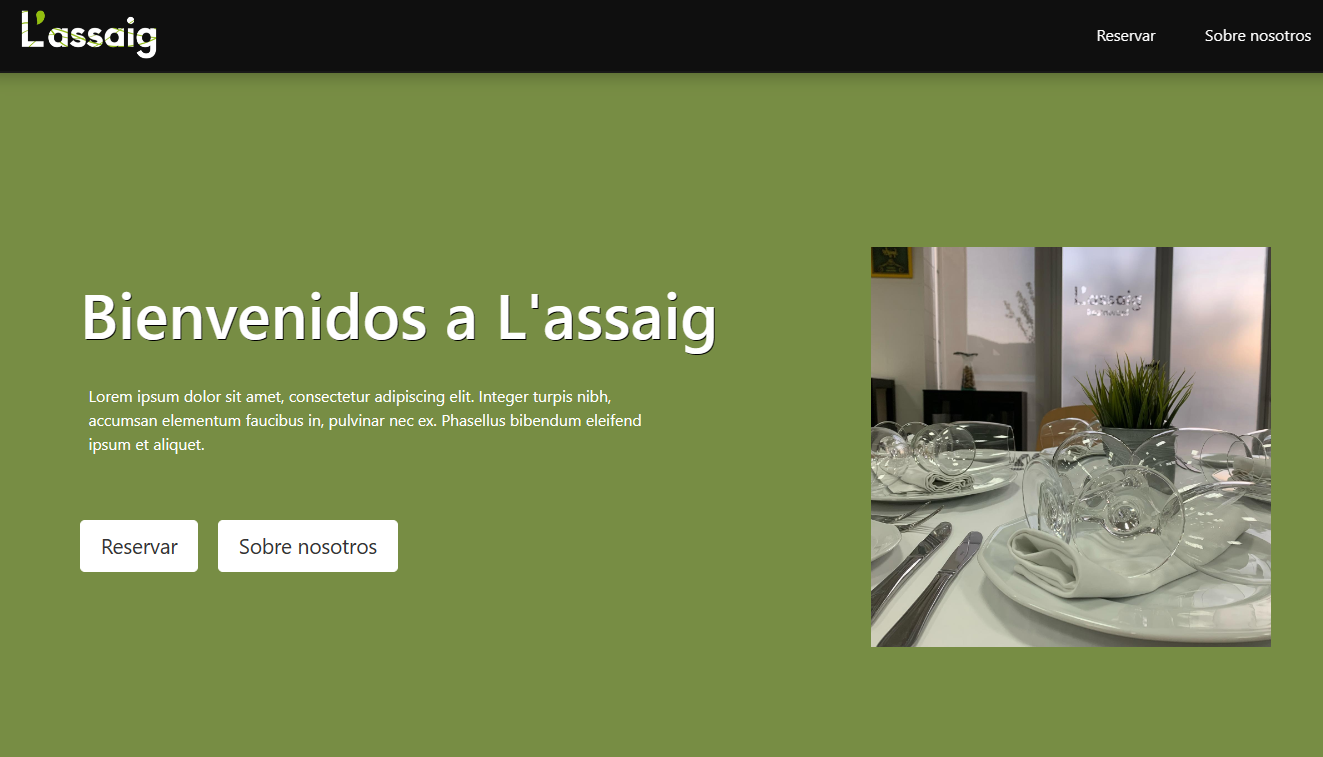 L'assaig
Reservar
Sobre nosotros
Bienvenidos a L'assaig
Lorem ipsum dolor sit amet, consectetur adipiscing elit. Integer turpis nibh,
accumsan elementum faucibus in, pulvinar nec ex. Phasellus bibendum eleifend
ipsum et aliquet.
Reservar
Sobre nosotros
L'assaig